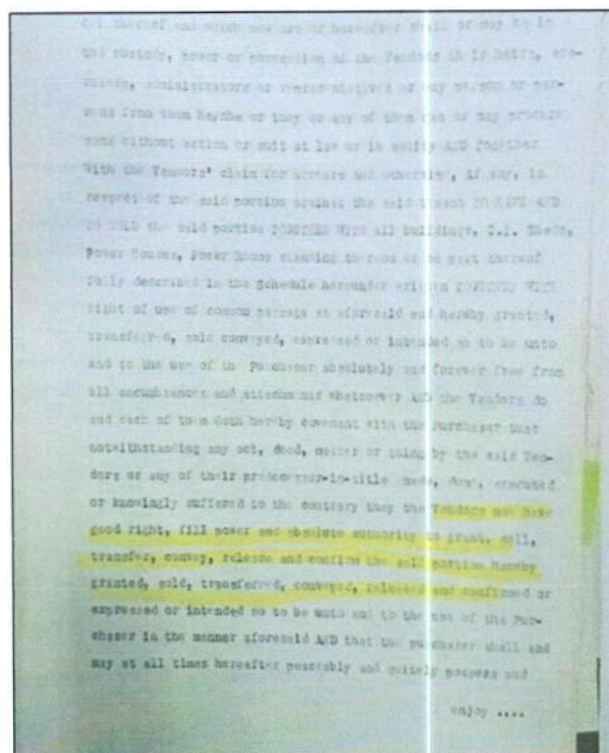 thereof and which now are or hereafter shall or may be in
the custody, power or possession of the Vendors their heirs, exe-
cutors, administrators or representatives or any person or per-
sons from whom he/she or they or any of them can or may procure
same without action or suit at law or in equity AND Together
With the Vendors' claim for arrears and otherwise, if any, in
respect of the said portion against the said tenant TO HAVE AND
TO HOLD the said portion TOGETHER WITH all buildings, C.I. Sheds,
Power House standing thereon or on part thereof
fully described in the Schedule hereunder written TOGETHER WITH
right of use of common passage as aforesaid and hereby granted,
transferred, sold conveyed, expressed or intended so to be unto
and to the use of the Purchaser absolutely and forever free from
all encumbrances and attachments whatsoever AND the Vendors do
and each of them doth hereby covenant with the Purchaser that
notwithstanding any act, deed, matter or thing by the said Ven-
dors or any of their predecessor-in-title made, done, executed
or knowingly suffered to the contrary they the Vendors now have
good right, fill power and absolute authority to grant, sell,
transfer, convey, release and confirm the said portion hereby
granted, sold, transferred, conveyed, released and confirmed or
expressed or intended so to be unto and to the use of the Pur-
chaser in the manner aforesaid AND that the purchaser shall and
may at all times hereafter peacebly and quitely possess and
enjoy ....